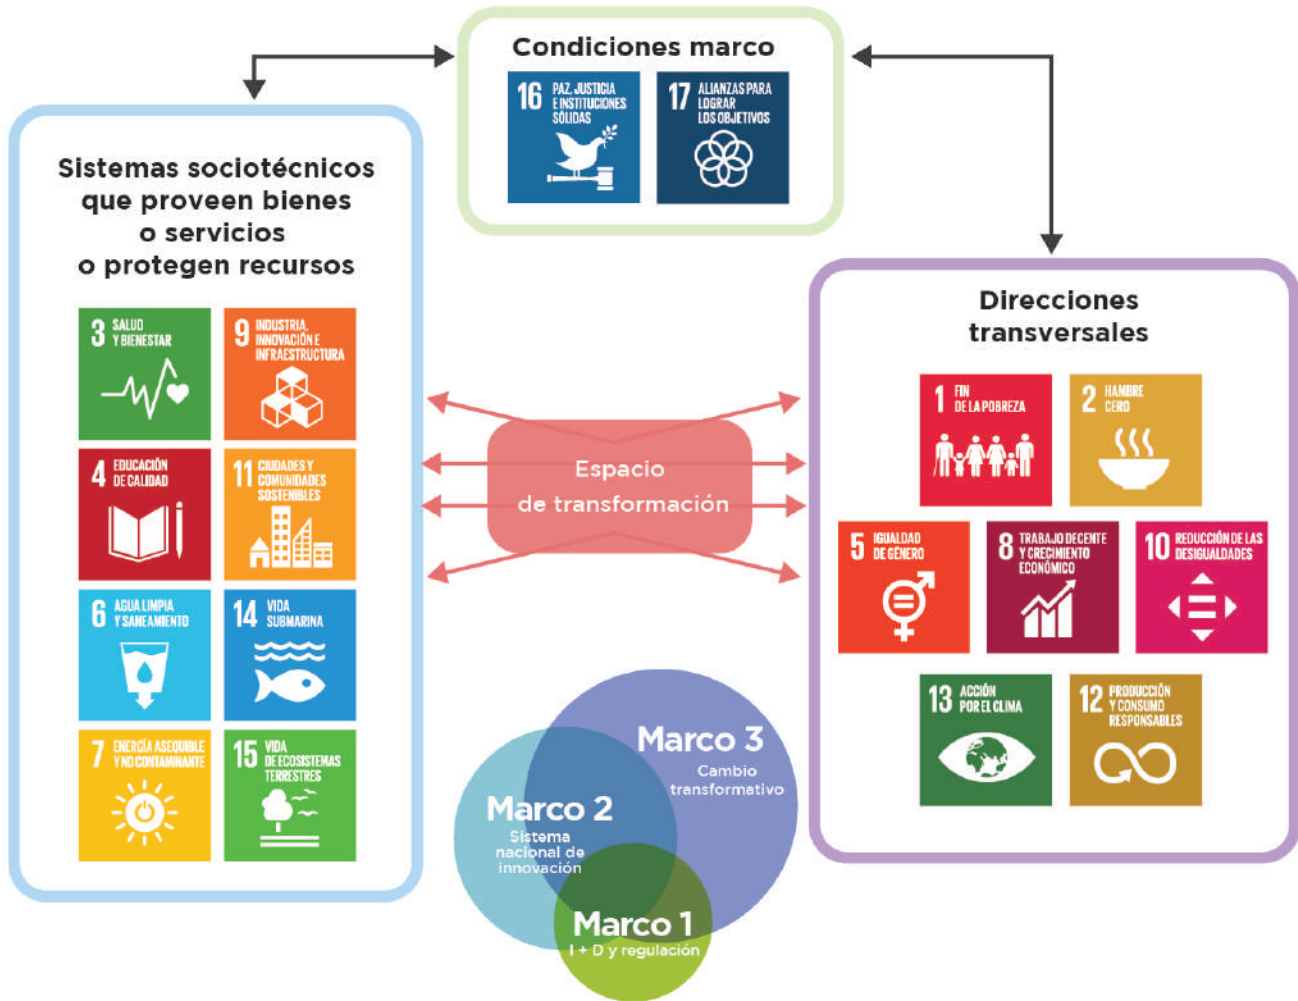 Condiciones marco
16 PAZ, JUSTICIA
E INSTITUCIONES
SÓLIDAS
17 ALIANZAS PARA
LOGRAR
LOS OBJETIVOS
Sistemas sociotécnicos
que proveen bienes
o servicios
o protegen recursos
3 SALUD
Y BIENESTAR
9 INDUSTRIA,
INNOVACIÓN E
INFRAESTRUCTURA
4 EDUCACIÓN
DE CALIDAD
11 CIUDADES Y
COMUNIDADES
SOSTENIBLES
6 AGUA LIMPIA
Y SANEAMIENTO
14 VIDA
SUBMARINA
7 ENERGÍA ASEQUIBLE
Y NO CONTAMINANTE
15 VIDA
DE ECOSISTEMAS
TERRESTRES
Espacio
de transformación
Direcciones
transversales
1 FIN
DE LA POBREZA
2 HAMBRE
CERO
5 IGUALDAD
DE GÉNERO
8 TRABAJO DECENTE
Y CRECIMIENTO
ECONÓMICO
10 REDUCCIÓN DE LAS
DESIGUALDADES
13 ACCIÓN
POR EL CLIMA
12 PRODUCCIÓN
Y CONSUMO
RESPONSABLES
Marco 3
Cambio
transformativo
Marco 2
Sistema
nacional de
innovación
Marco 1
I + D y regulación